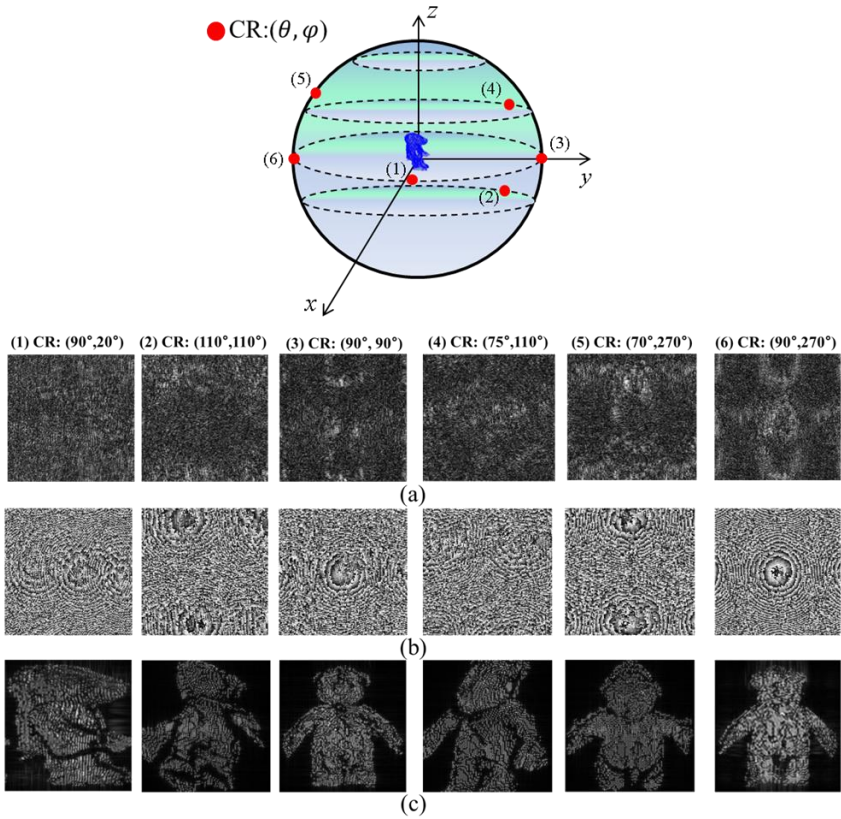 CR:(θ, φ)
z
(5)
(4)
(6)
(3)
(1)
y
(2)
x
(1) CR: (90°,20°) (2) CR: (110°,110°) (3) CR: (90°, 90°) (4) CR: (75°,110°) (5) CR: (70°,270°) (6) CR: (90°,270°)
(a)
(b)
(c)